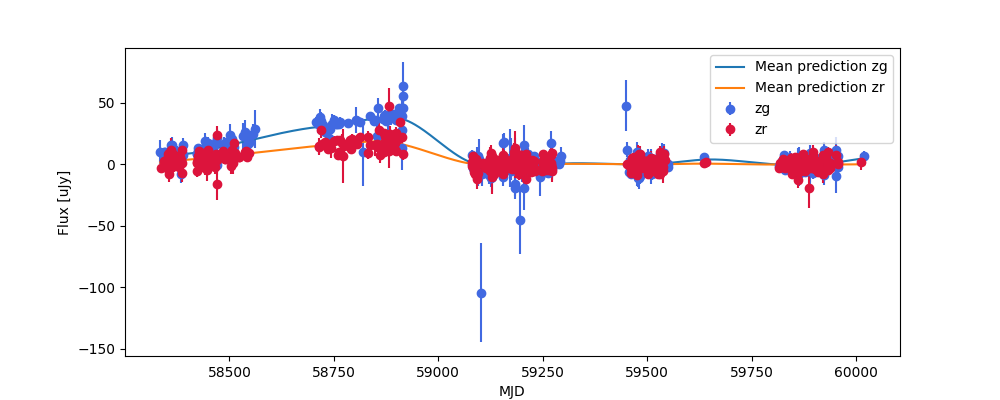 Flux [uJy]
50
0
−50
−100
−150
58500
58750
59000
59250
59500
59750
60000
MJD
Mean prediction zg
Mean prediction zr
zg
zr